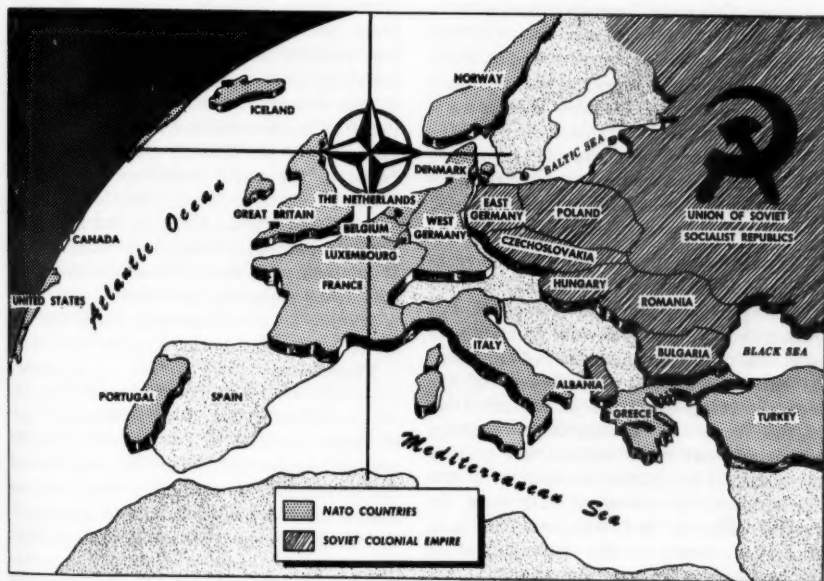 NORWAY
ICELAND
BALTIC SEA
DENMARK
THE NETHERLANDS
GREAT BRITAIN
EAST
GERMANY
POLAND
UNION OF SOVIET
SOCIALIST REPUBLICS
WEST
GERMANY
BELGIUM
CANADA
Atlantic Ocean
CZECHOSLOVAKIA
LUXEMBOURG
FRANCE
HUNGARY
ROMANIA
UNITED STATES
ITALY
BULGARIA
BLACK SEA
PORTUGAL
SPAIN
ALBANIA
GREECE
TURKEY
Mediterranean Sea
NATO COUNTRIES
SOVIET COLONIAL EMPIRE